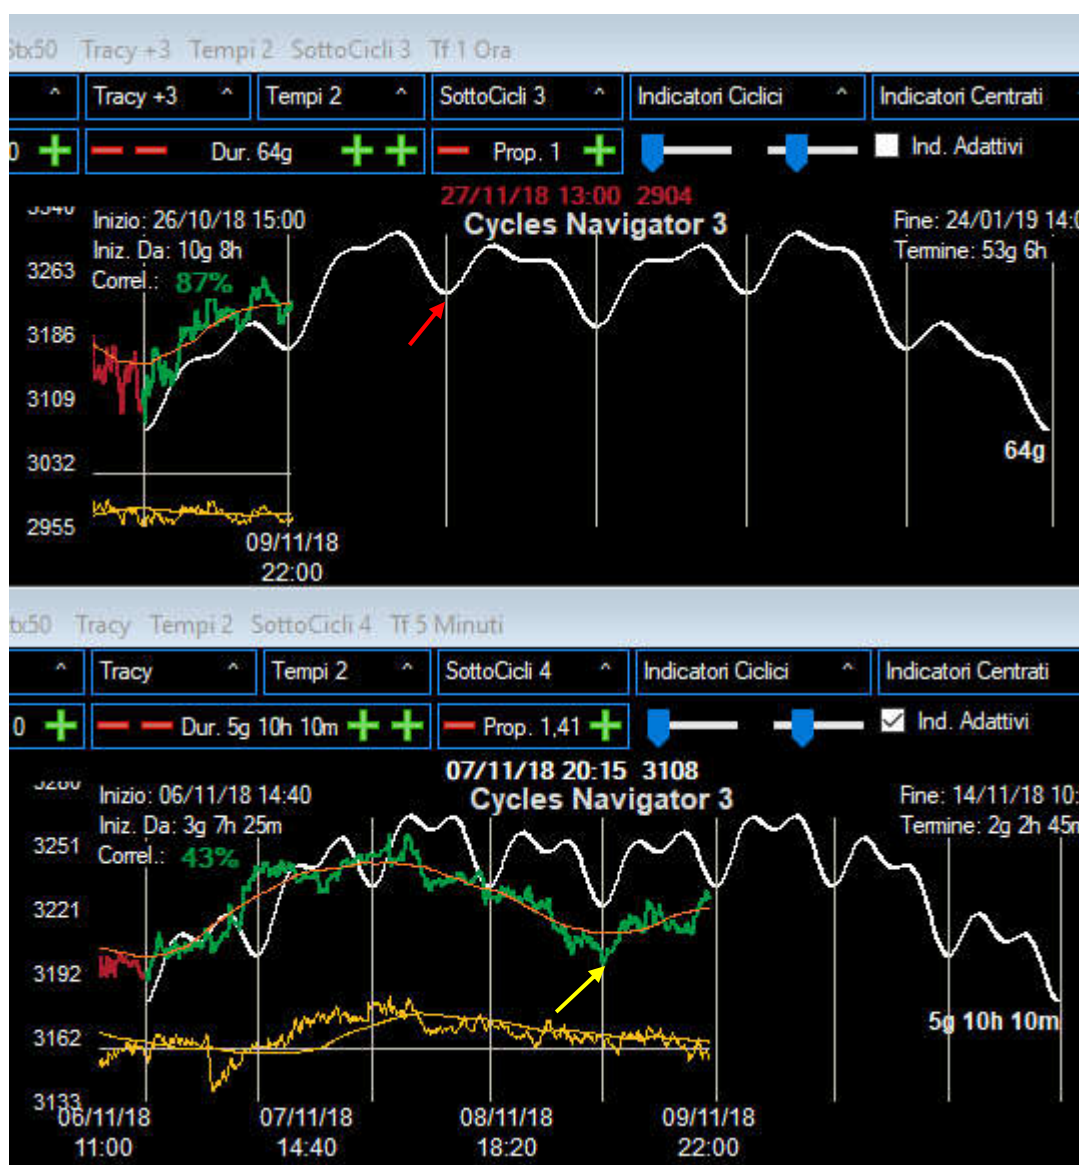 tx50 Tracy +3 Tempi 2 SottoCicli 3 Tf 1 Ora
^ Tracy +3 ^ Tempi 2 ^ SottoCicli 3 ^ Indicatori Ciclici ^ Indicatori Centrati
0 Dur. 64g Prop. 1 Ind. Adattivi
27/11/18 13:00 2904
Cycles Navigator 3
Inizio: 26/10/18 15:00
Iniz. Da: 10g 8h
Correl.: 87%
Fine: 24/01/19 14:0
Termine: 53g 6h
3340
3263
3186
3109
3032
2955
64g
09/11/18
22:00
tx50 Tracy Tempi 2 SottoCicli 4 Tf 5 Minuti
^ Tracy ^ Tempi 2 ^ SottoCicli 4 ^ Indicatori Ciclici ^ Indicatori Centrati
0 Dur. 5g 10h 10m Prop. 1,41 Ind. Adattivi
07/11/18 20:15 3108
Cycles Navigator 3
Inizio: 06/11/18 14:40
Iniz. Da: 3g 7h 25m
Correl.: 43%
Fine: 14/11/18 10:
Termine: 2g 2h 45m
3280
3251
3221
3192
3162
3133
5g 10h 10m
06/11/18 07/11/18 08/11/18 09/11/18
11:00 14:40 18:20 22:00